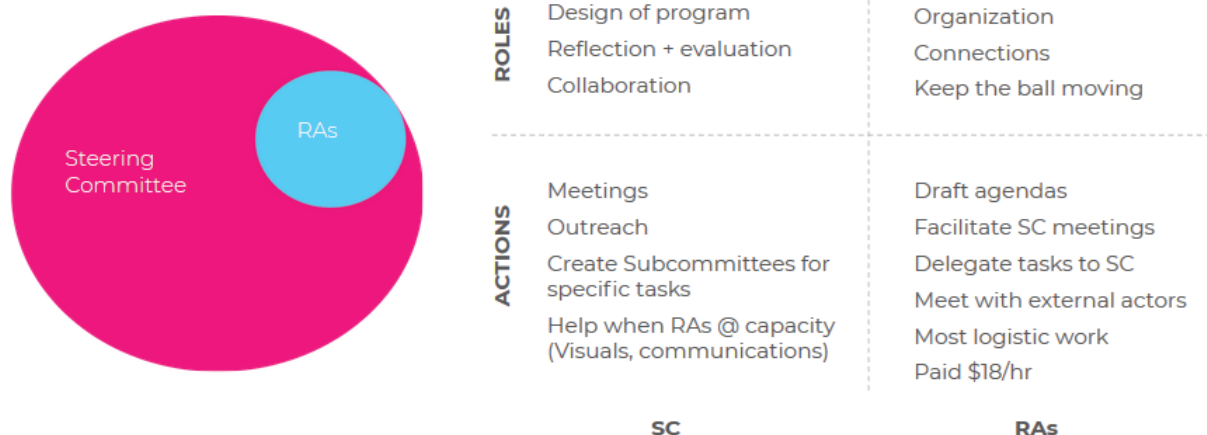 RAs
Steering
Committee
ROLES
Design of program
Reflection + evaluation
Collaboration
Organization
Connections
Keep the ball moving
ACTIONS
Meetings
Outreach
Create Subcommittees for
specific tasks
Help when RAs @ capacity
(Visuals, communications)
Draft agendas
Facilitate SC meetings
Delegate tasks to SC
Meet with external actors
Most logistic work
Paid $18/hr
SC
RAs